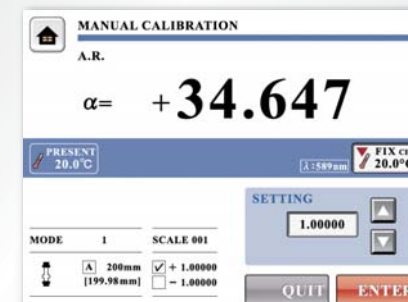 MANUAL CALIBRATION
A.R.
α= +34.647
PRESENT
20.0°C
λ:589nm
FIX
20.0°
SETTING
1.00000
MODE 1 SCALE 001
A 200mm + 1.00000
[199.98mm] - 1.00000
QUIT ENTER